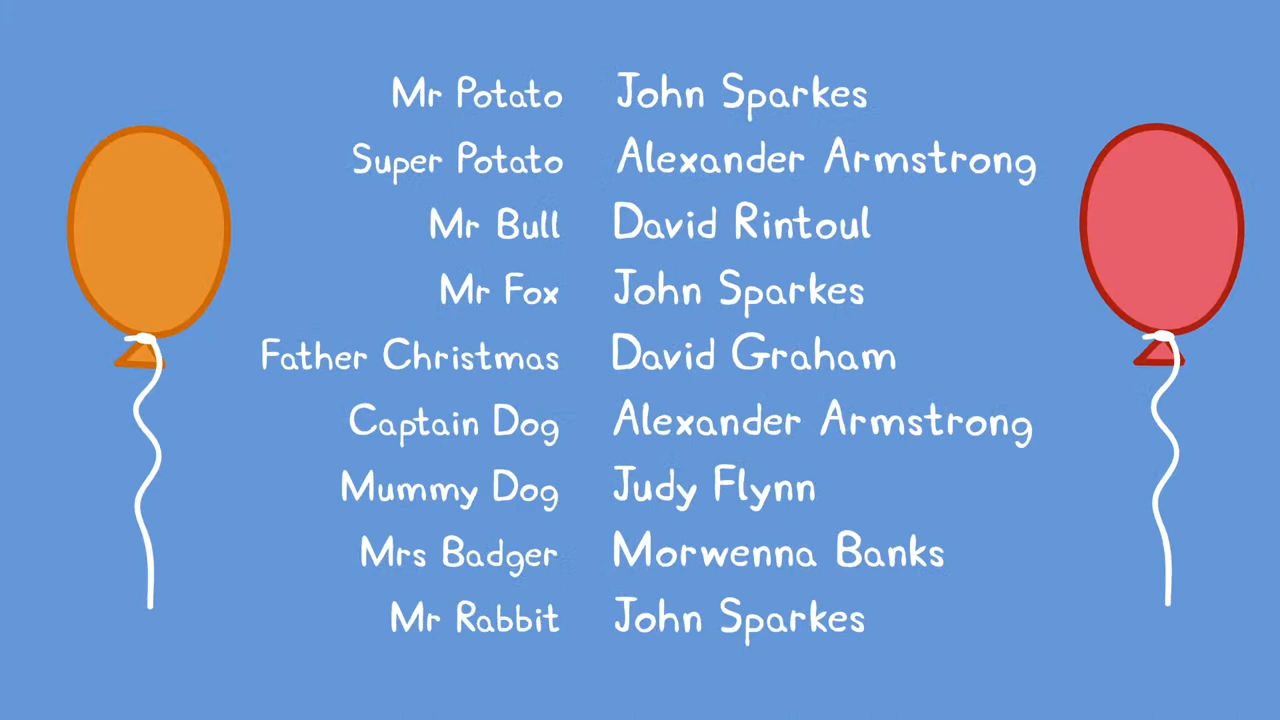 Mr Potato John Sparkes
Super Potato Alexander Armstrong
Mr Bull David Rintoul
Mr Fox John Sparkes
Father Christmas David Graham
Captain Dog Alexander Armstrong
Mummy Dog Judy Flynn
Mrs Badger Morwenna Banks
Mr Rabbit John Sparkes